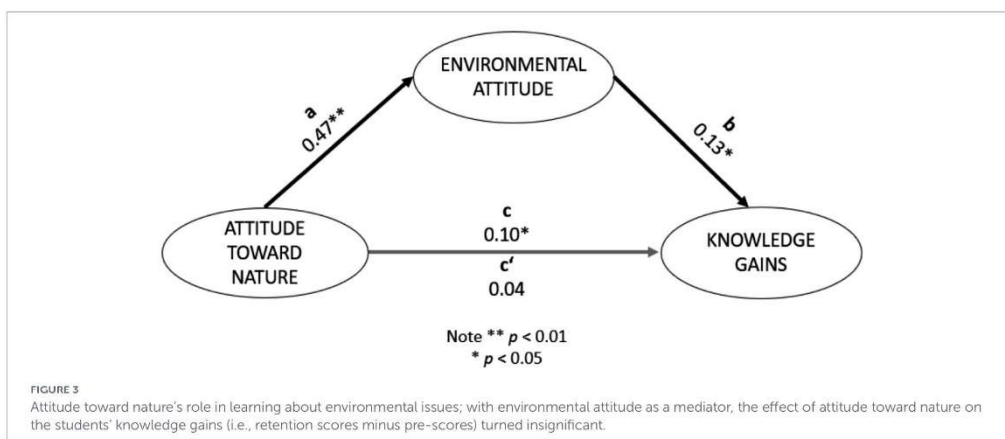 ENVIRONMENTAL
ATTITUDE
a
0.47**
b
0.13*
ATTITUDE
TOWARD
NATURE
c
0.10*
c‘
0.04
KNOWLEDGE
GAINS
Note ** p < 0.01
* p < 0.05
FIGURE 3
Attitude toward nature's role in learning about environmental issues; with environmental attitude as a mediator, the effect of attitude toward nature on
the students' knowledge gains (i.e., retention scores minus pre-scores) turned insignificant.